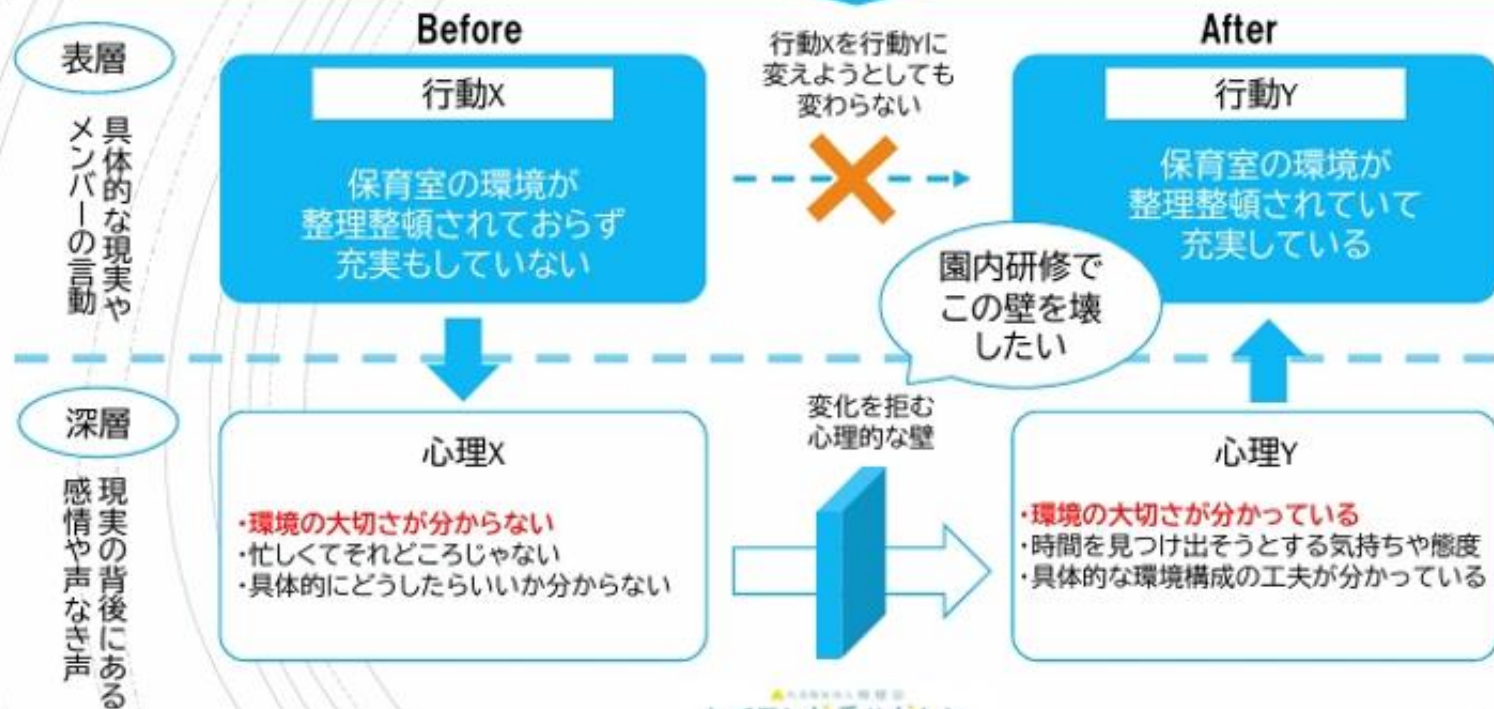 Before
After
表層
具体的な現実や
メンバーの言動
行動X
保育室の環境が
整理整頓されておらず
充実もしていない
行動Xを行動Yに
変えようとしても
変わらない
行動Y
保育室の環境が
整理整頓されていて
充実している
園内研修で
この壁を壊
したい
深層
現実の背後にある
感情や声なき声
心理X
・環境の大切さが分からない
・忙しくてそれどころじゃない
・具体的にどうしたらいいか分からない
変化を拒む
心理的な壁
心理Y
・環境の大切さが分かっている
・時間を見つけ出そうとする気持ちや態度
・具体的な環境構成の工夫が分かっている